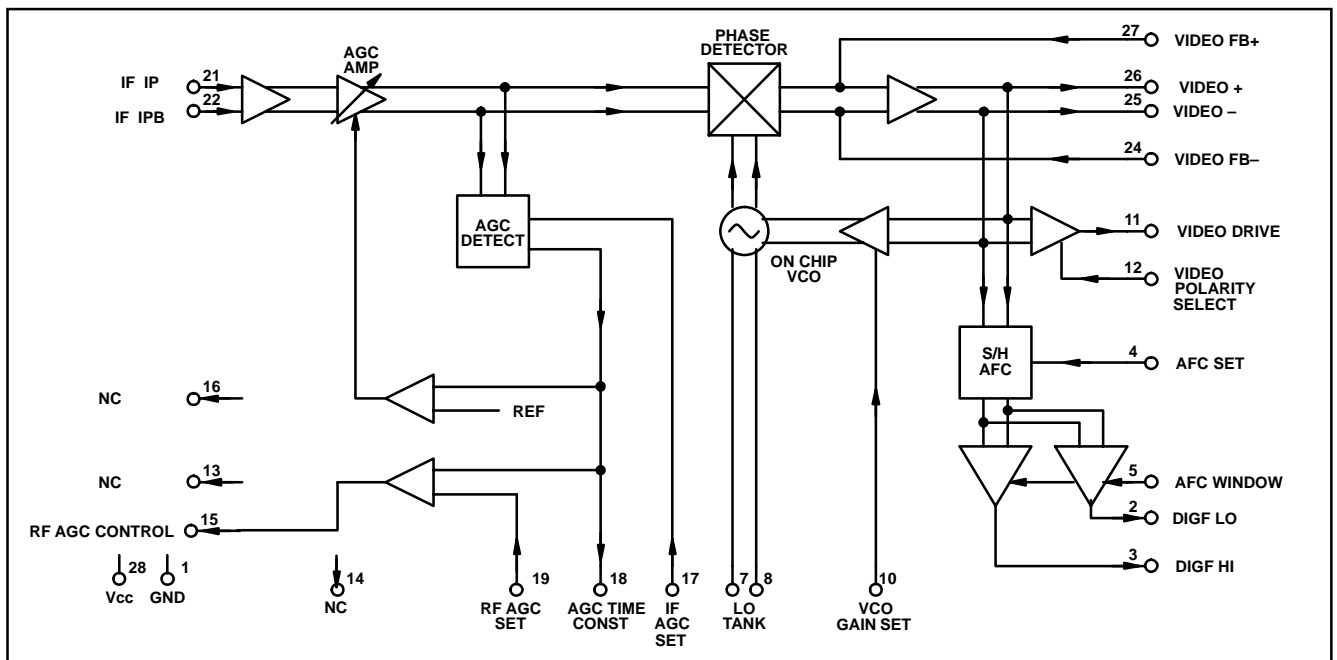 PHASE
DETECTOR
27
VIDEO FB+
AGC
AMP
IF IP
21
26
VIDEO +
IF IPB
22
25
VIDEO –
24
VIDEO FB–
AGC
DETECT
11
VIDEO DRIVE
ON CHIP
VCO
12
VIDEO
POLARITY
SELECT
S/H
AFC
4
AFC SET
NC
16
REF
NC
13
5
AFC WINDOW
RF AGC CONTROL
15
2
DIGF LO
3
DIGF HI
28
Vcc
1
GND
14
NC
19
RF AGC
SET
18
AGC TIME
CONST
17
IF
AGC
SET
7
8
LO
TANK
10
VCO
GAIN SET